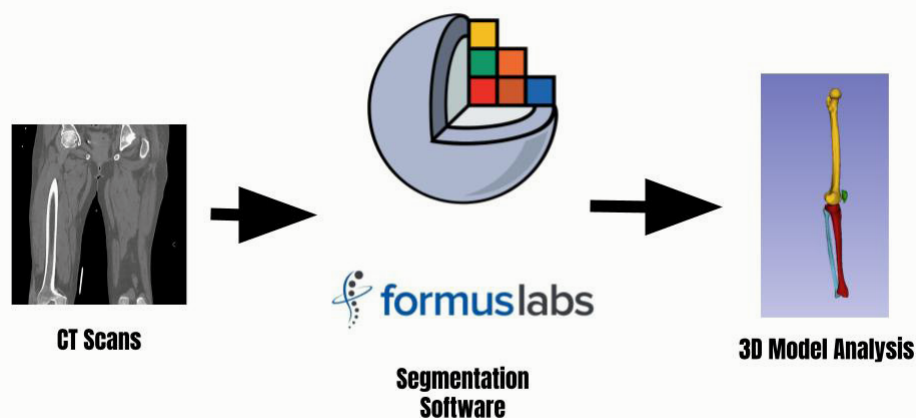 CT Scans
formuslabs
Segmentation
Software
3D Model Analysis